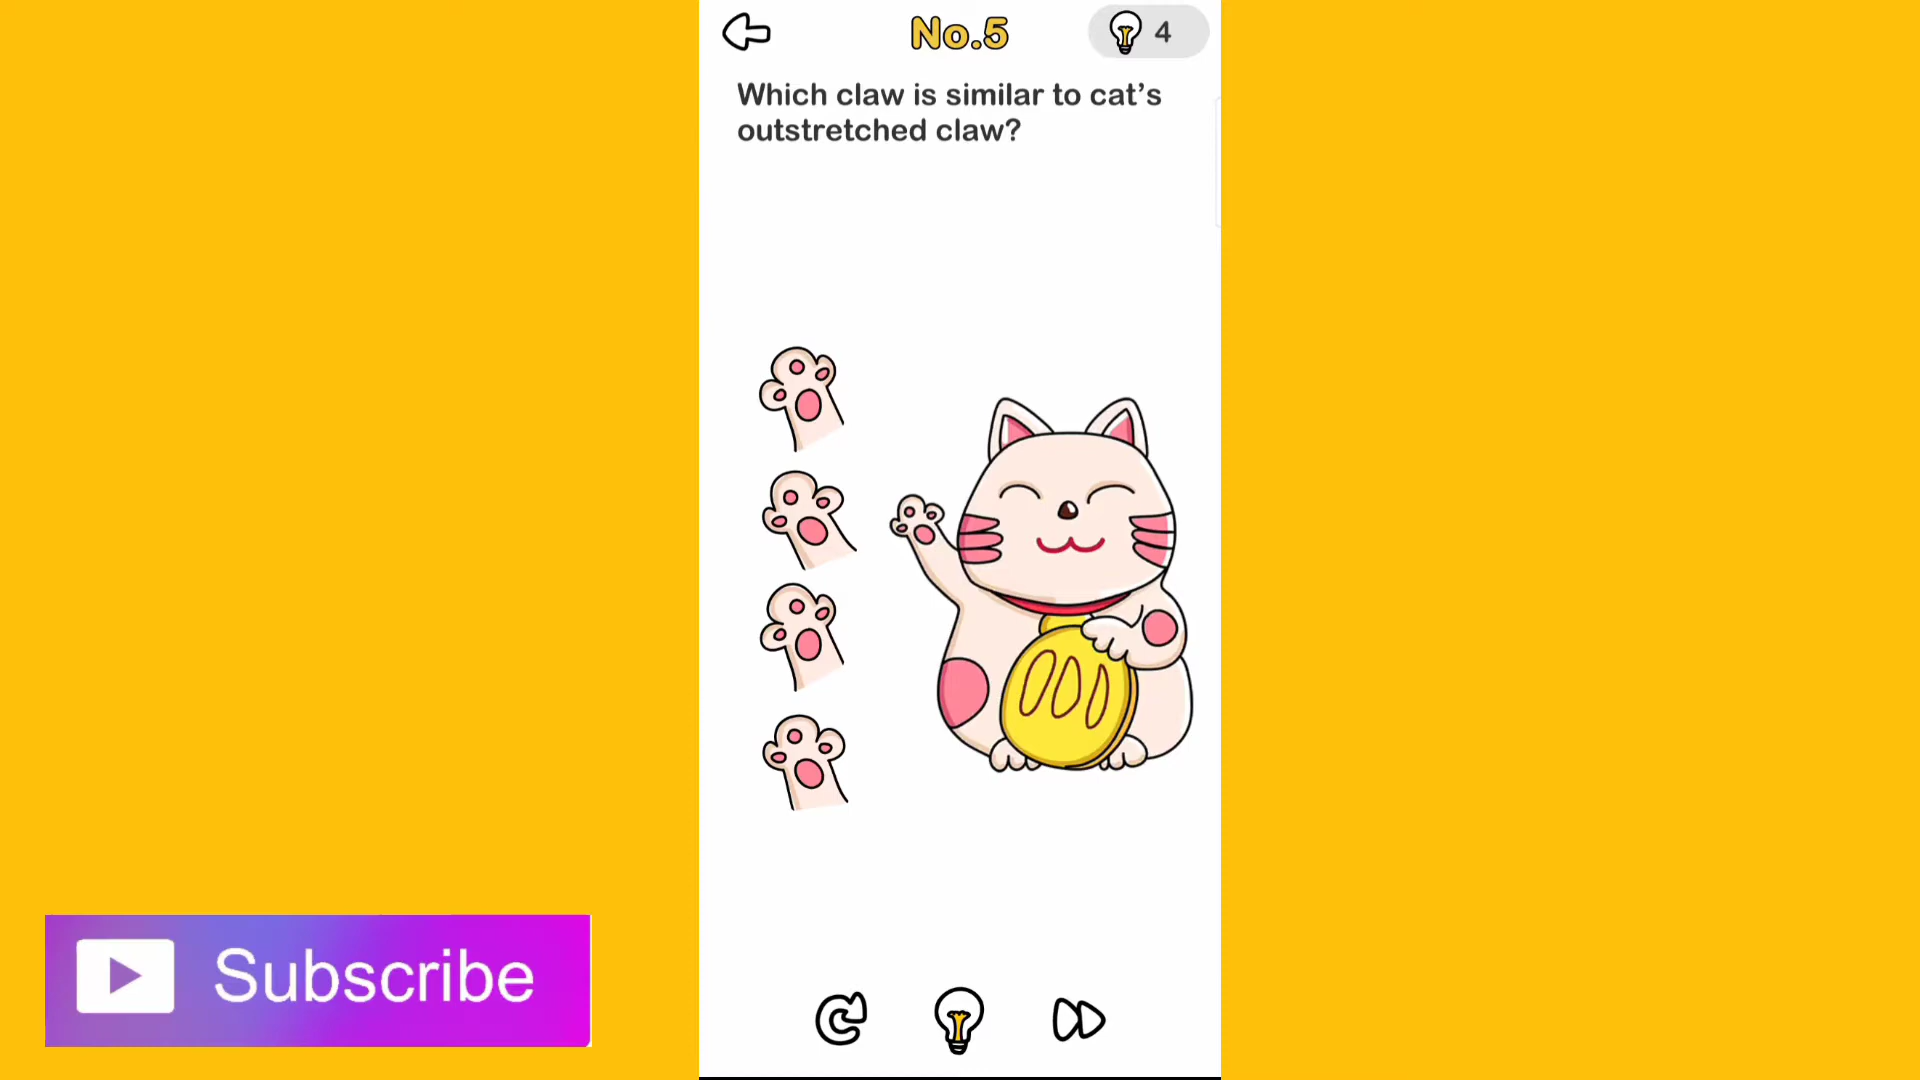 No.5
4
Which claw is similar to cat’s
outstretched claw?
Subscribe